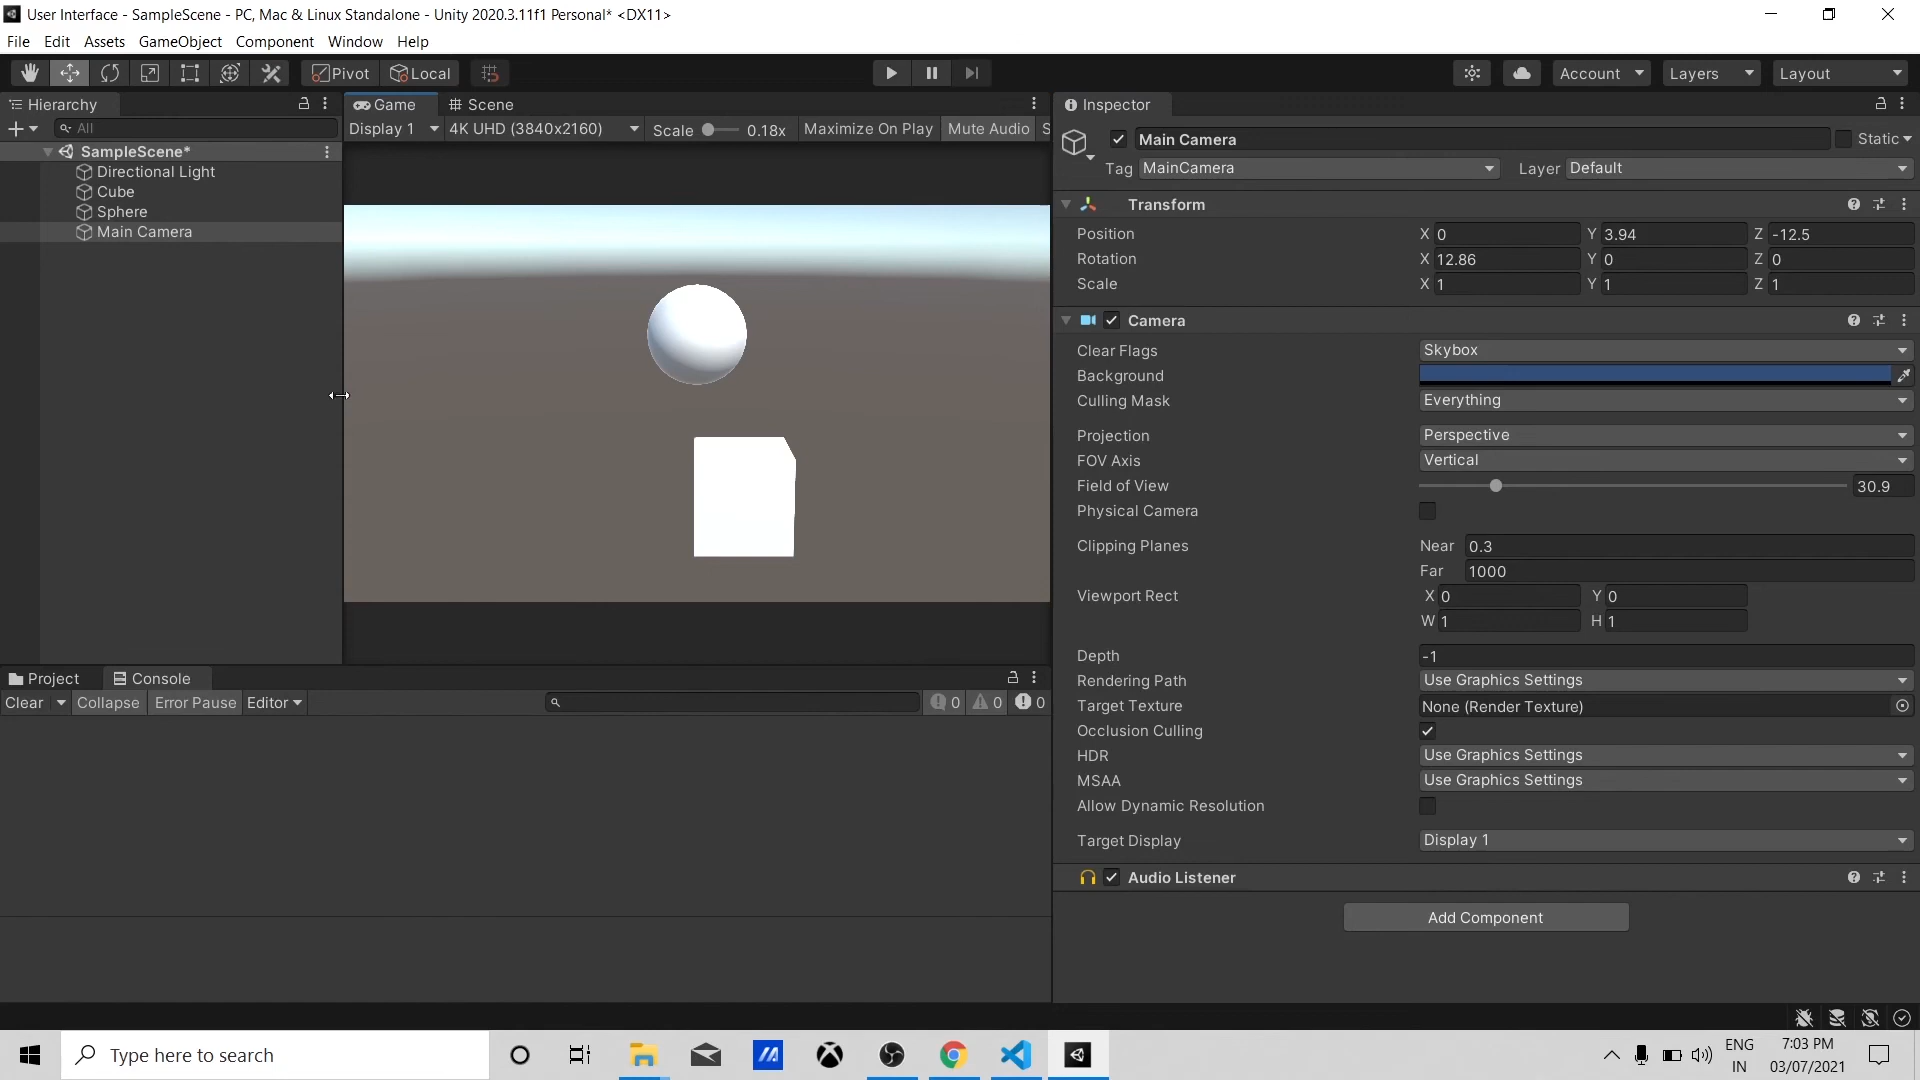 User Interface - SampleScene - PC, Mac & Linux Standalone - Unity 2020.3.11f1 Personal* <DX11>
File Edit Assets GameObject Component Window Help
Pivot Local Account Layers Layout
Hierarchy
All
SampleScene*
Directional Light
Cube
Sphere
Main Camera
Game Scene
Display 1 4K UHD (3840x2160) Scale 0.18x Maximize On Play Mute Audio S
Inspector
Main Camera Static
Tag MainCamera Layer Default
Transform
Position X 0 Y 3.94 Z -12.5
Rotation X 12.86 Y 0 Z 0
Scale X 1 Y 1 Z 1
Camera
Clear Flags Skybox
Background
Culling Mask Everything
Projection Perspective
FOV Axis Vertical
Field of View 30.9
Physical Camera
Clipping Planes Near 0.3
Far 1000
Viewport Rect X 0 Y 0
W 1 H 1
Depth -1
Rendering Path Use Graphics Settings
Target Texture None (Render Texture)
Occlusion Culling
HDR Use Graphics Settings
MSAA Use Graphics Settings
Allow Dynamic Resolution
Target Display Display 1
Audio Listener
Add Component
Project Console
Clear Collapse Error Pause Editor 0 0 0
Type here to search
ENG
IN
7:03 PM
03/07/2021